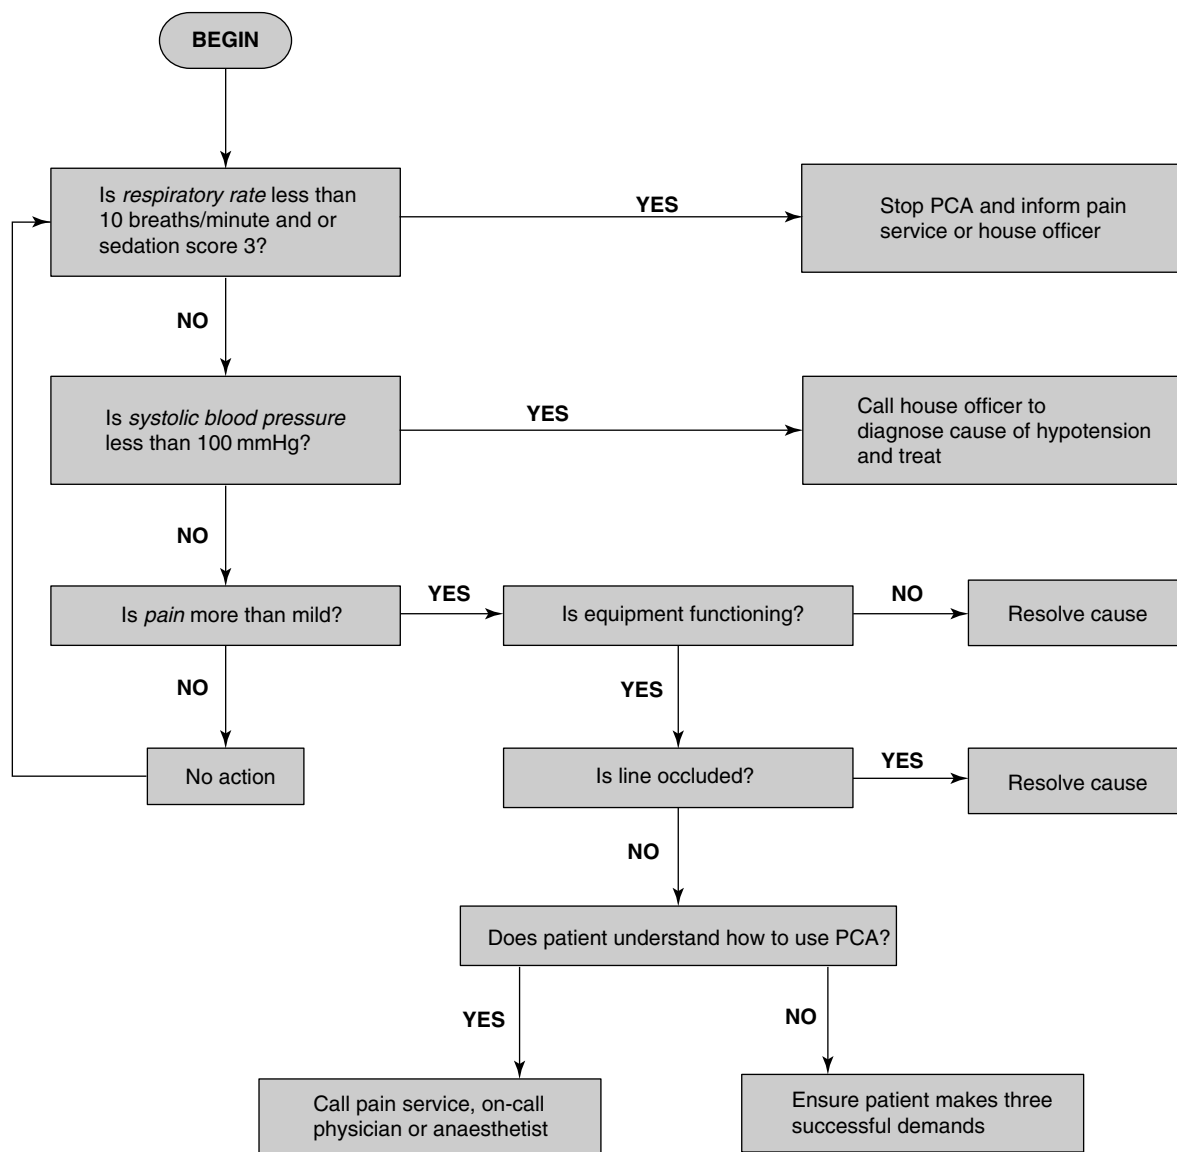 BEGIN
Is respiratory rate less than
10 breaths/minute and or
sedation score 3?
YES
Stop PCA and inform pain
service or house officer
NO
Is systolic blood pressure
less than 100 mmHg?
YES
Call house officer to
diagnose cause of hypotension
and treat
NO
Is pain more than mild?
YES
Is equipment functioning?
NO
Resolve cause
NO
YES
No action
Is line occluded?
YES
Resolve cause
NO
Does patient understand how to use PCA?
YES
NO
Call pain service, on-call
physician or anaesthetist
Ensure patient makes three
successful demands